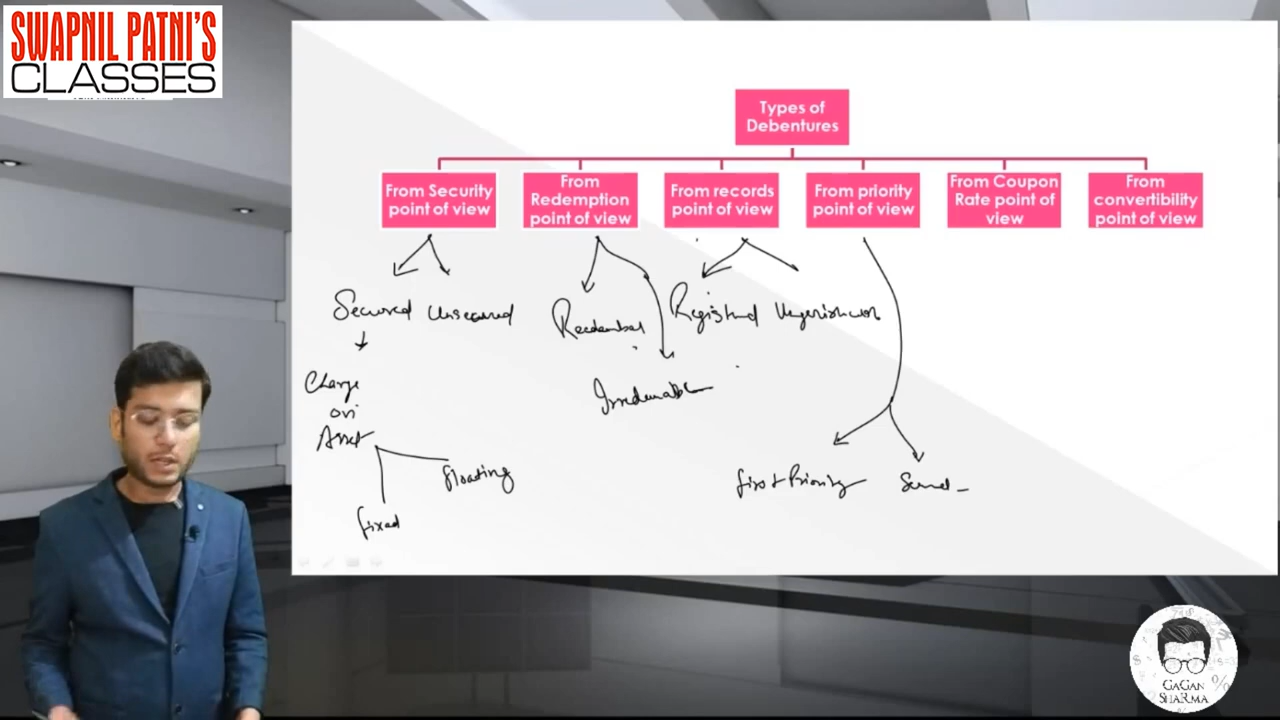 SWAPNIL PATNI'S
CLASSES
Types of
Debentures
From Security
point of view
From
Redemption
point of view
From records
point of view
From priority
point of view
From Coupon
Rate point of
view
From
convertibility
point of view
Secured Unsecured
Registered
Irredeemable
Charge
on
Asset
floating
fixed
first Priority
GaGan
SHaRMa